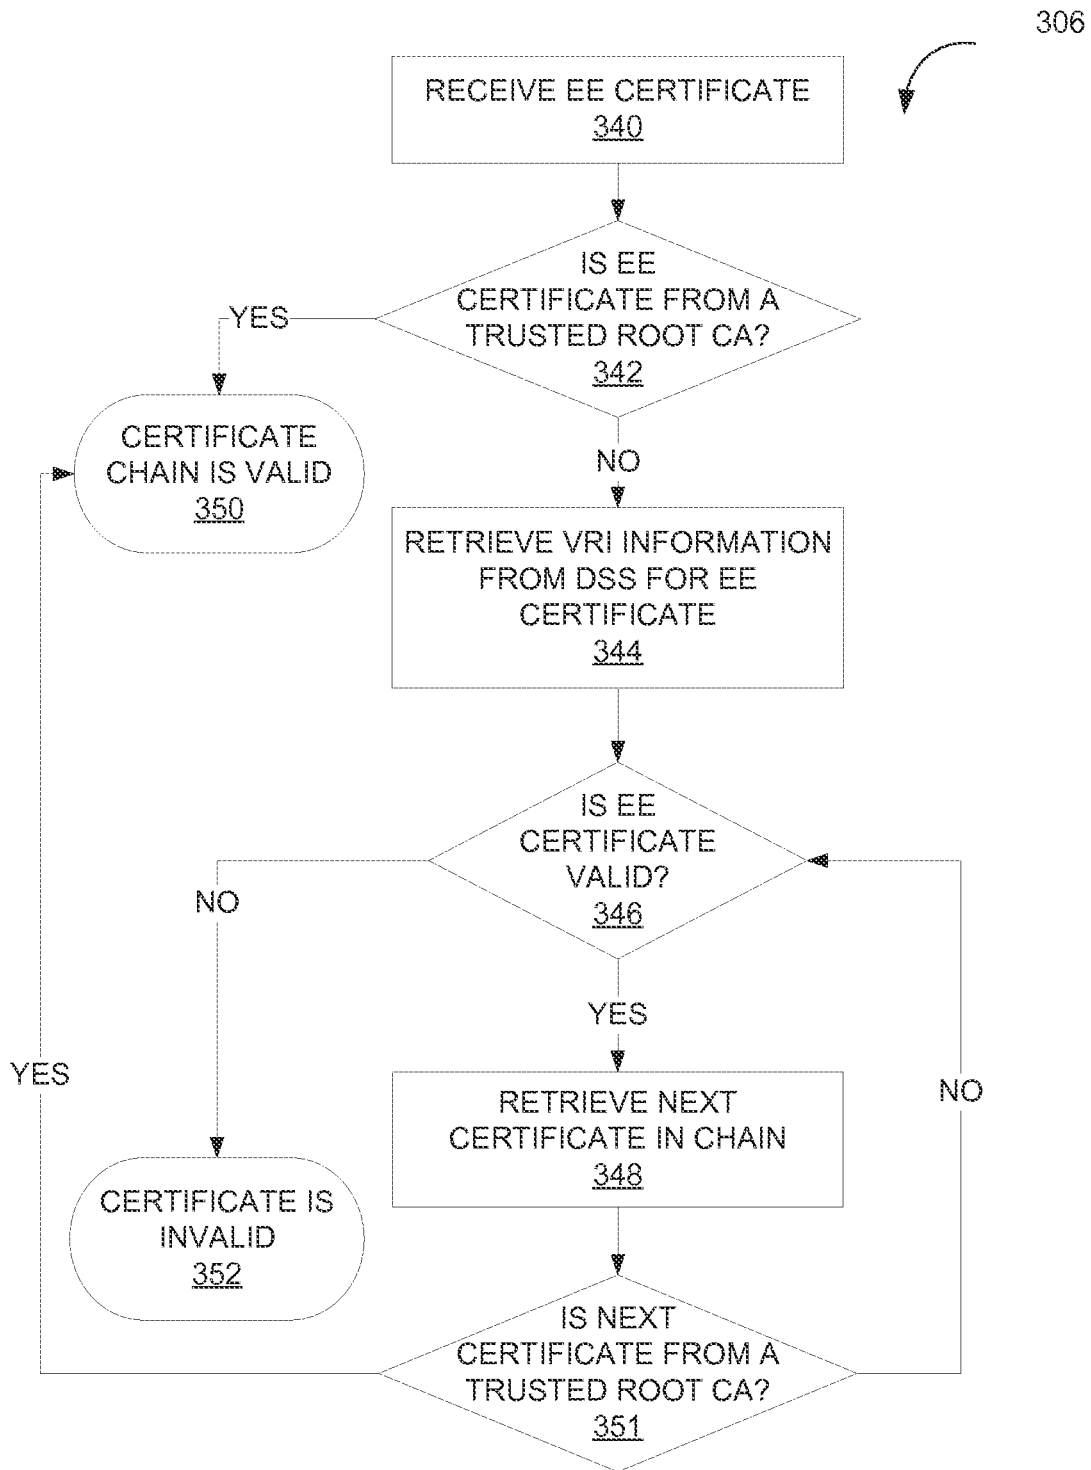 306
RECEIVE EE CERTIFICATE
340
IS EE
CERTIFICATE FROM A
TRUSTED ROOT CA?
342
YES
CERTIFICATE
CHAIN IS VALID
350
NO
RETRIEVE VRI INFORMATION
FROM DSS FOR EE
CERTIFICATE
344
IS EE
CERTIFICATE
VALID?
346
NO
YES
YES
NO
RETRIEVE NEXT
CERTIFICATE IN CHAIN
348
CERTIFICATE IS
INVALID
352
IS NEXT
CERTIFICATE FROM A
TRUSTED ROOT CA?
351